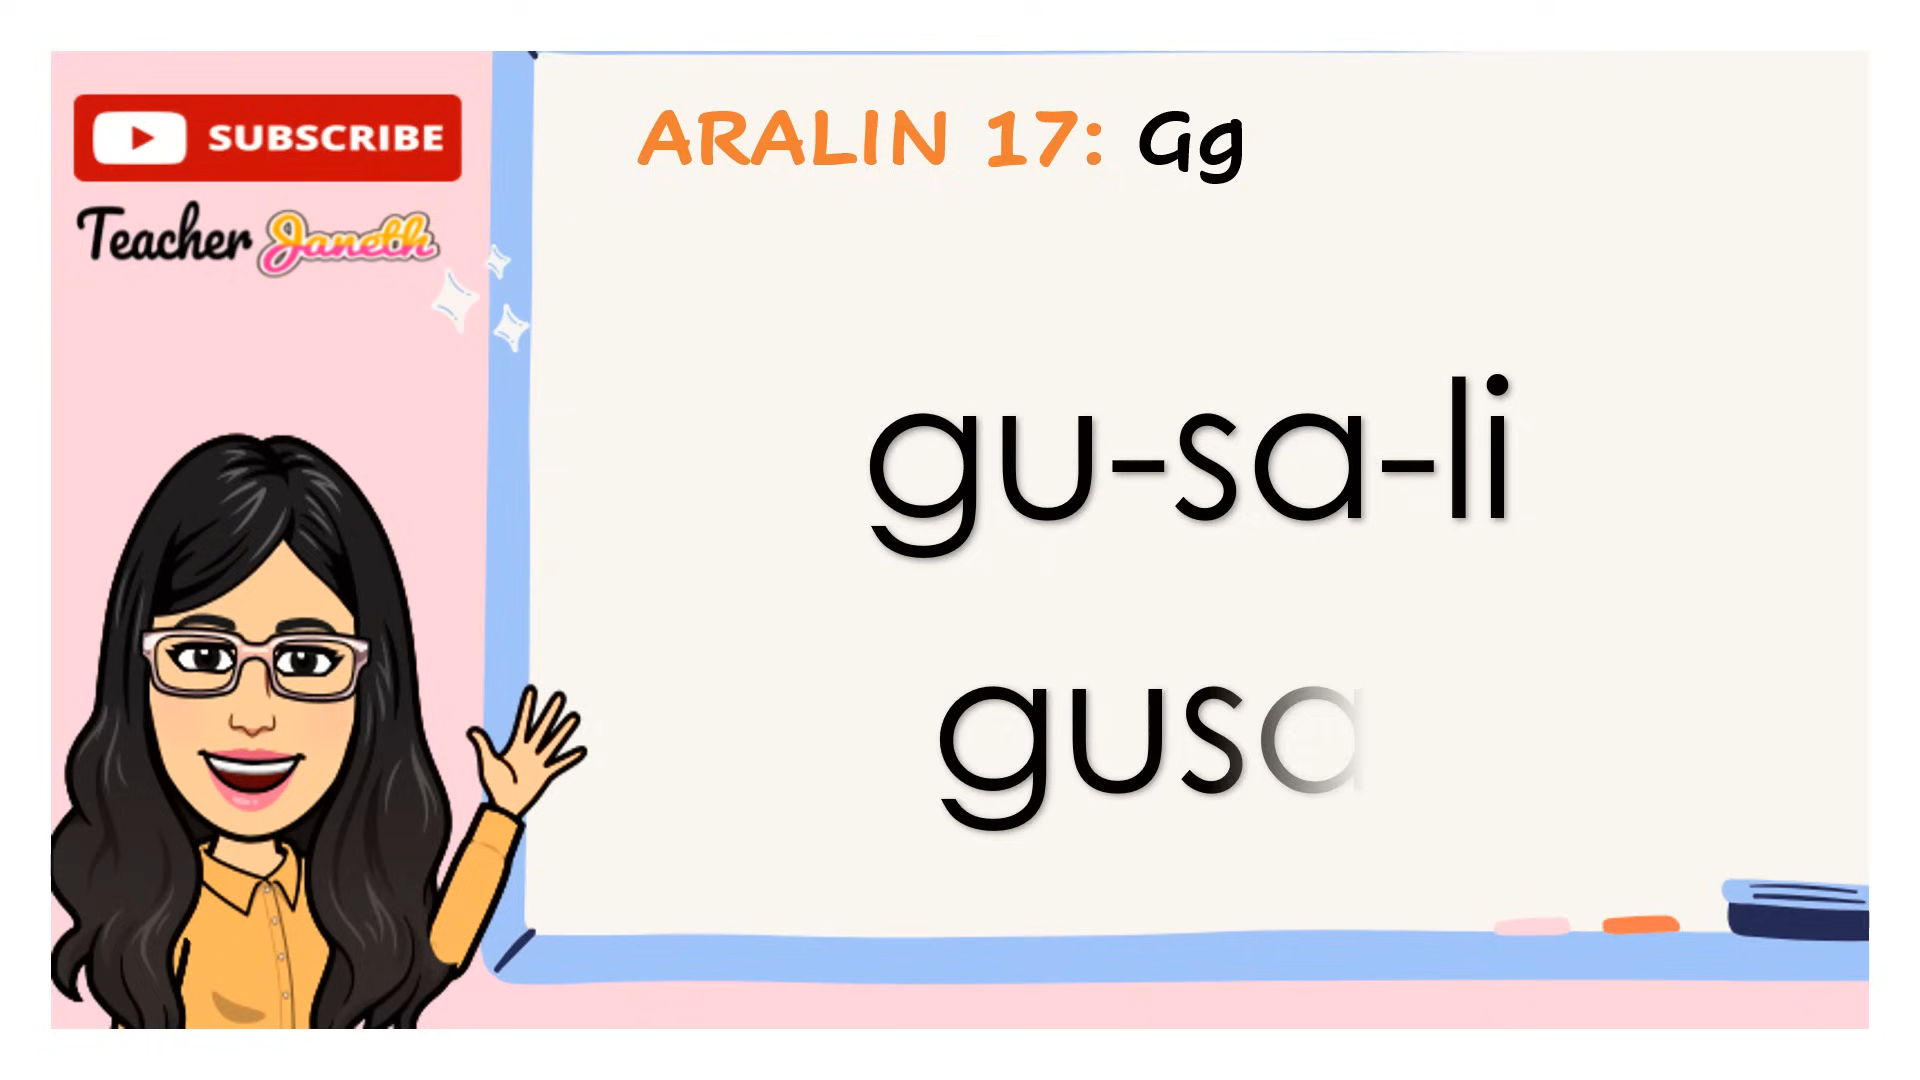 SUBSCRIBE
Teacher Janeth
ARALIN 17: Gg
gu-sa-li
gusa